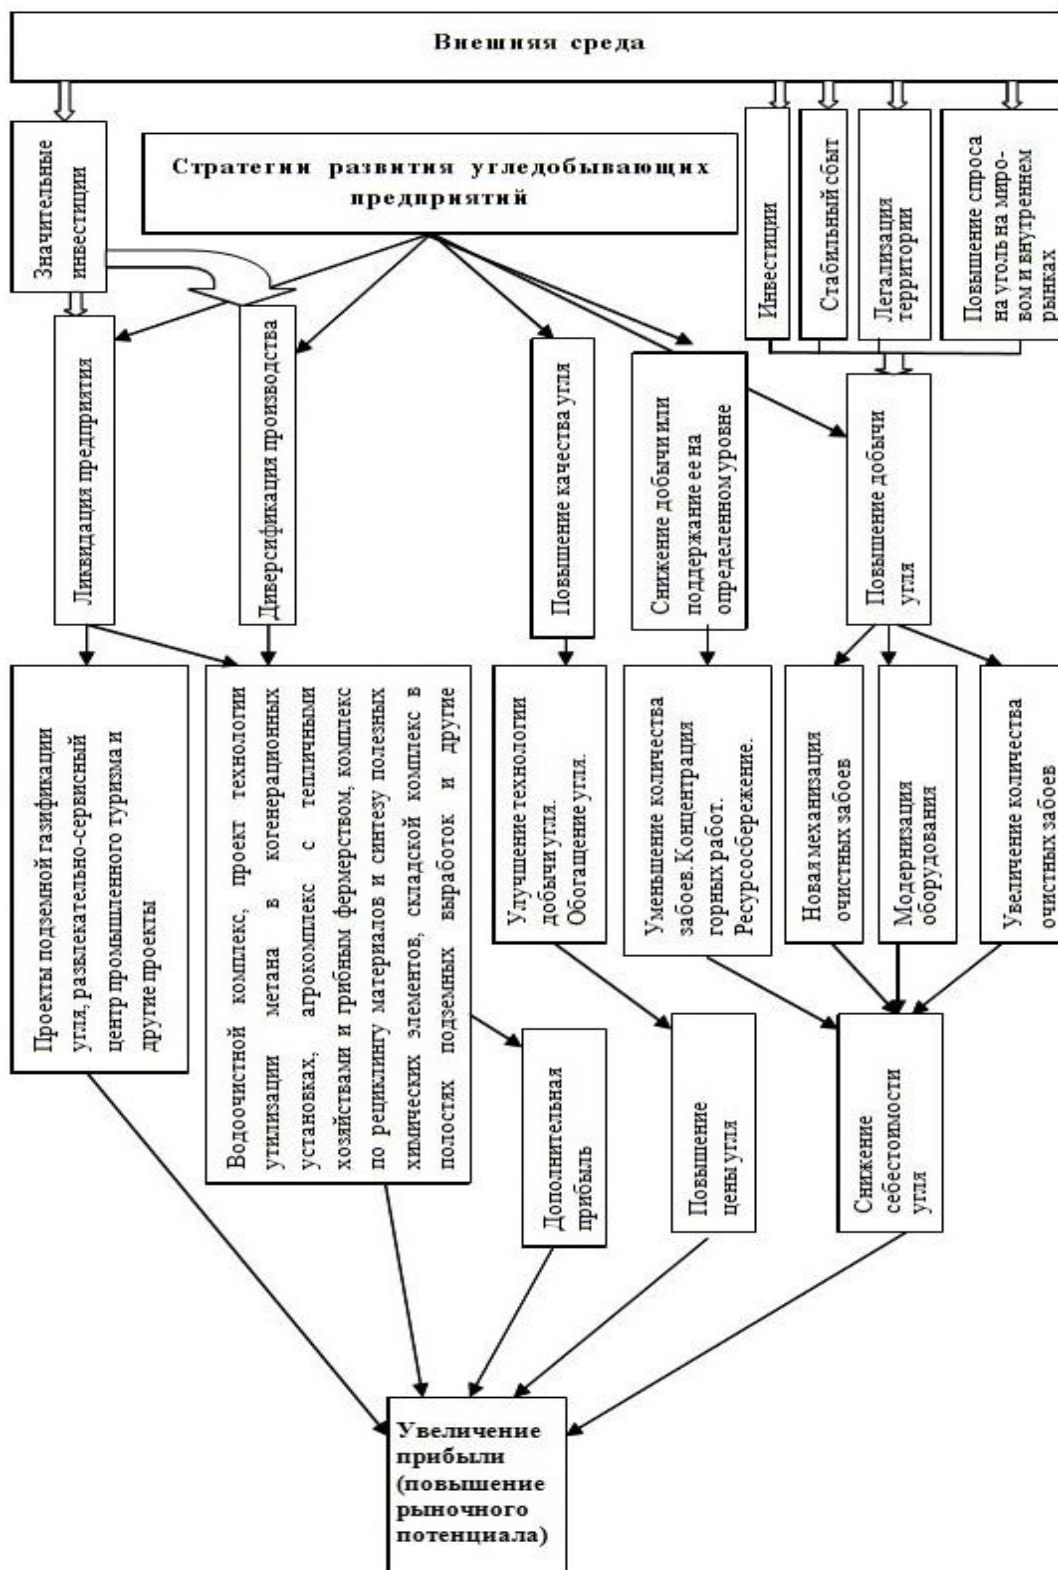 Внешняя среда
Значительные
инвестиции
Стратегии развития угледобывающих
предприятий
Инвестиции
Стабильный сбыт
Легализация
территории
Повышение спроса
на уголь на миро-
вом и внутреннем
рынках
Ликвидация предприятия
Диверсификация производства
Повышение качества угля
Снижение добычи или
поддержание ее на
определенном уровне
Повышение добычи
угля
Проекты подземной газификации
угля, развлекательно-сервисный
центр промышленного туризма и
другие проекты
Водоочистной комплекс, проект технологии
утилизации метана в когенерационных
установках, агрокомплекс с тепличными
хозяйствами и грибным фермерством, комплекс
по рециклингу материалов и синтезу полезных
химических элементов, складской комплекс в
полостях подземных выработок и другие
Улучшение технологии
добычи угля.
Обогащение угля.
Уменьшение количества
забоев. Концентрация
горных работ.
Ресурсосбережение.
Новая механизация
очистных забоев
Модернизация
оборудования
Увеличение количества
очистных забоев
Дополнительная
прибыль
Повышение
цены угля
Снижение
себестоимости
угля
Увеличение
прибыли
(повышение
рыночного
потенциала)